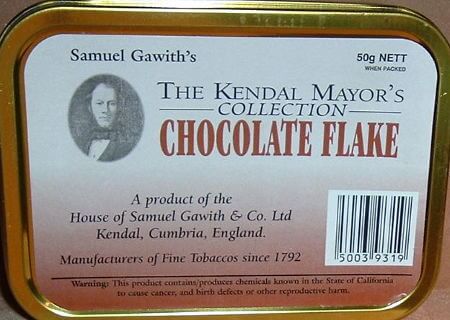 Samuel Gawith's
50g NETT
WHEN PACKED
THE KENDAL MAYOR'S
COLLECTION
CHOCOLATE FLAKE
A product of the
House of Samuel Gawith & Co. Ltd
Kendal, Cumbria, England.
Manufacturers of Fine Tobaccos since 1792
5003 9319
Warning: This product contains/produces chemicals known in the State of California
to cause cancer, and birth defects or other reproductive harm.